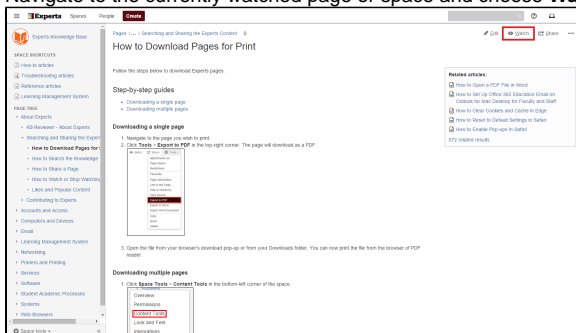 Navigate to the currently watched page or space and choose
Experts Spaces People Create
Experts Knowledge Base
SPACE SHORTCUTS
How-to articles
Troubleshooting articles
Reference articles
Learning Management System
PAGE TREE
About Experts
KB Reviewer - About Experts
Searching and Sharing the Expert
How to Download Pages for
How to Search the Knowledge
How to Share a Page
How to Watch or Stop Watching
Likes and Popular Content
Contributing to Experts
Accounts and Access
Computers and Devices
Email
Learning Management System
Networking
Printers and Printing
Services
Software
Student Academic Processes
Systems
Web Browsers
Space tools
Pages / ... / Searching and Sharing the Experts Content
Edit Watch Share
How to Download Pages for Print
Follow the steps below to download Experts pages.
Step-by-step guides
Downloading a single page
Downloading multiple pages
Downloading a single page
1. Navigate to the page you wish to print.
2. Click Tools > Export to PDF in the top-right corner. The page will download as a PDF.
Export to PDF
3. Open the file from your browser's download pop-up or from your Downloads folder. You can now print the file from the browser of PDF
reader.
Downloading multiple pages
1. Click Space Tools > Content Tools in the bottom-left corner of the space.
Overview
Permissions
Content Tools
Look and Feel
Integrations
Related articles:
How to Open a PDF File in Word
How to Set Up Office 365 Education Email on
Outlook for Mac Desktop for Faculty and Staff
How to Clear Cookies and Cache in Edge
How to Reset to Default Settings in Safari
How to Enable Pop-ups in Safari
972 related results